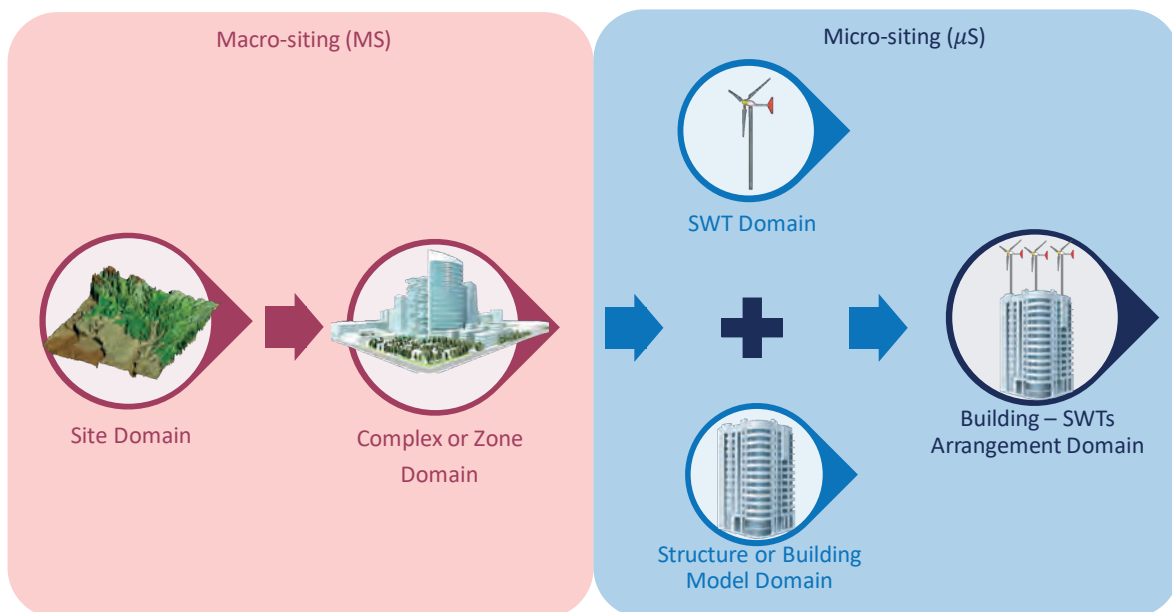 Macro-siting (MS)
Micro-siting (𝜇S)
Site Domain
Complex or Zone
Domain
SWT Domain
Structure or Building
Model Domain
Building – SWTs
Arrangement Domain